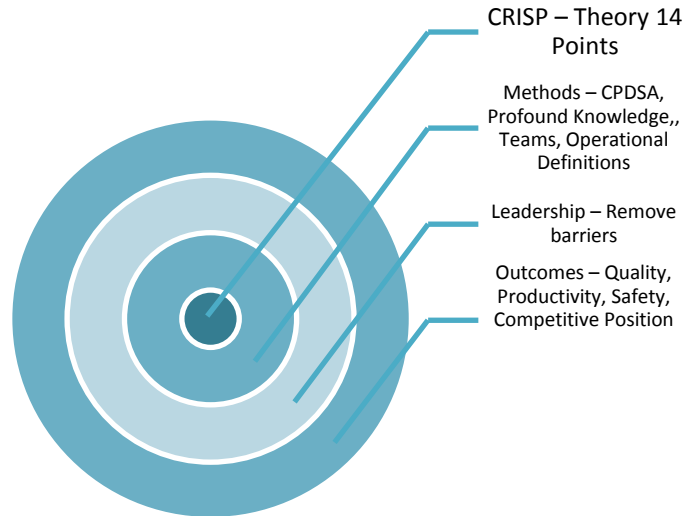 CRISP – Theory 14
Points
Methods – CPDSA,
Profound Knowledge,,
Teams, Operational
Definitions
Leadership – Remove
barriers
Outcomes – Quality,
Productivity, Safety,
Competitive Position